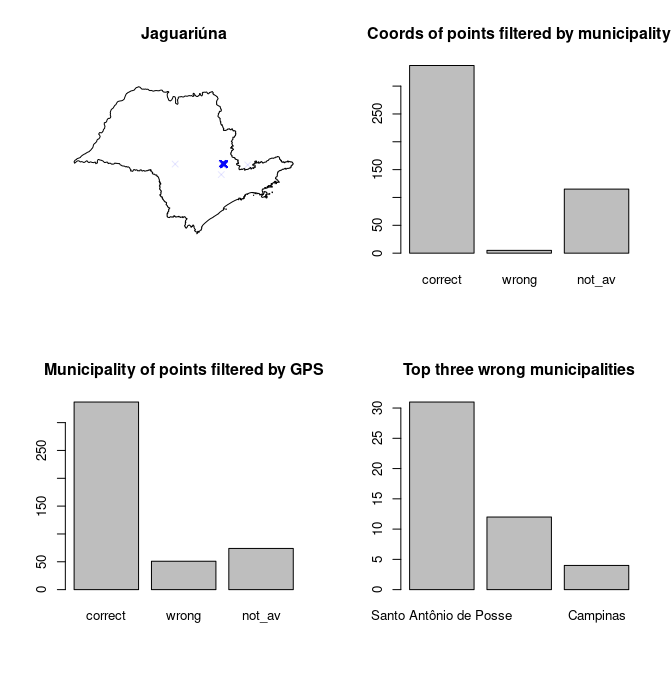 Jaguariúna
Coords of points filtered by municipality
250
150
50
0
correct wrong not_av
Municipality of points filtered by GPS
250
150
50
0
correct wrong not_av
Top three wrong municipalities
30
25
20
15
10
5
0
Santo Antônio de Posse Campinas